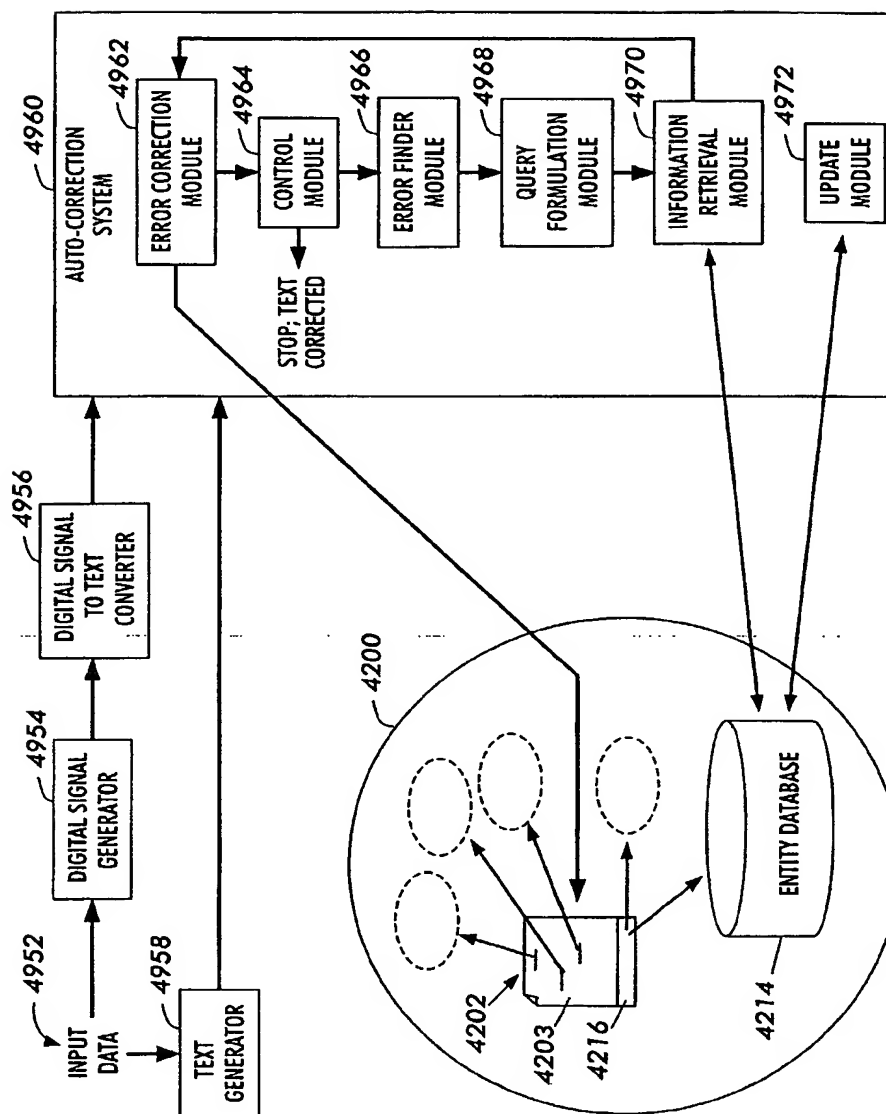 4952
INPUT
DATA
4954
DIGITAL SIGNAL
GENERATOR
4956
DIGITAL SIGNAL
TO TEXT
CONVERTER
4958
TEXT
GENERATOR
4960
AUTO-CORRECTION
SYSTEM
4962
ERROR CORRECTION
MODULE
4964
CONTROL
MODULE
STOP; TEXT
CORRECTED
4966
ERROR FINDER
MODULE
4968
QUERY
FORMULATION
MODULE
4970
INFORMATION
RETRIEVAL
MODULE
4972
UPDATE
MODULE
4200
4202
4203
4216
ENTITY DATABASE
4214